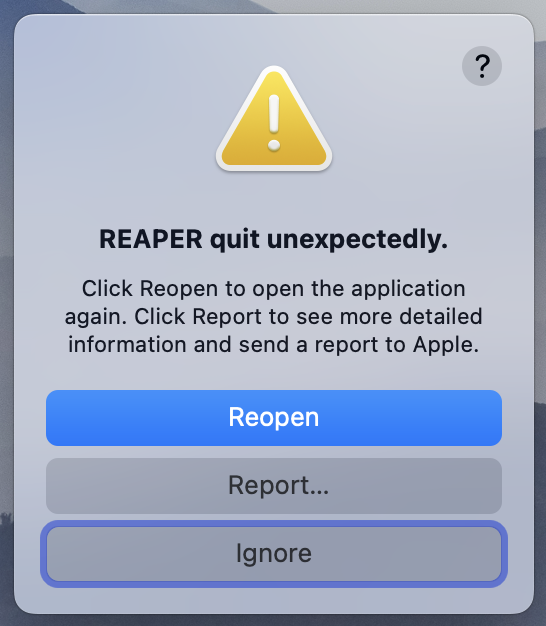 ?
REAPER quit unexpectedly.
Click Reopen to open the application
again. Click Report to see more detailed
information and send a report to Apple.
Reopen
Report...
Ignore